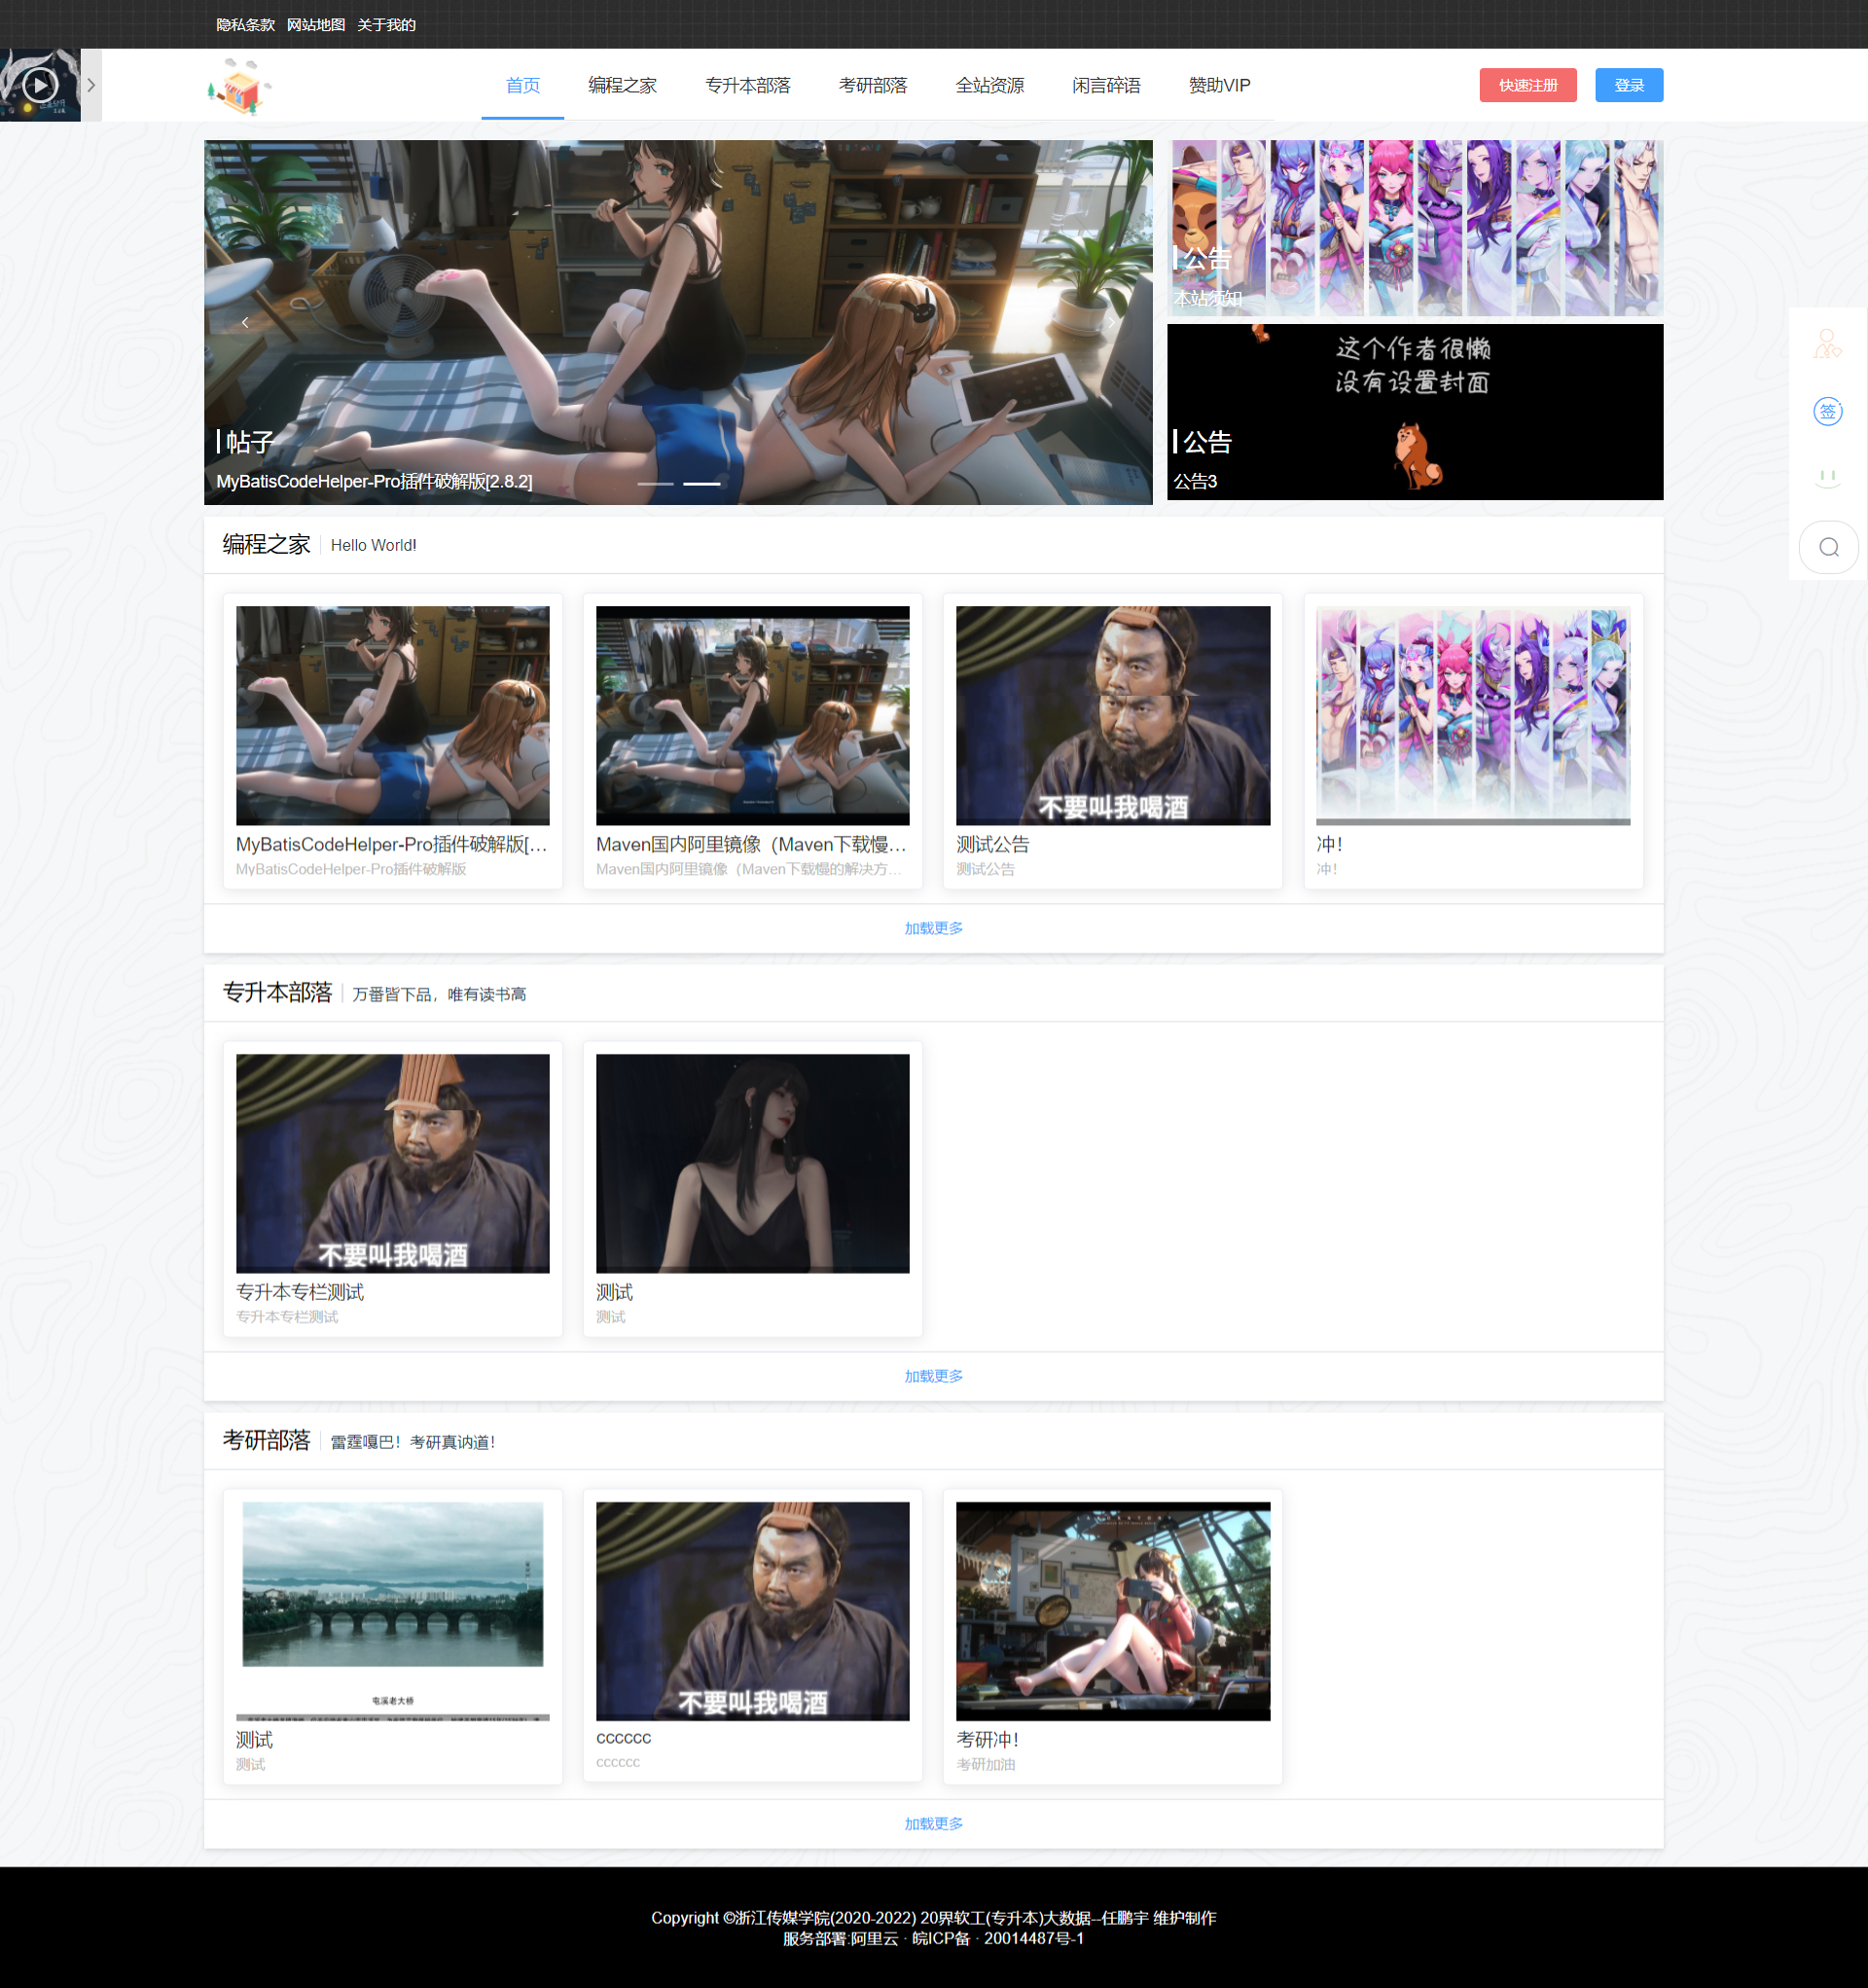 隐私条款 网站地图 关于我的
首页 编程之家 专升本部落 考研部落 全站资源 闲言碎语 赞助VIP 快速注册 登录
公告
本站须知
这个作者很懒
没有设置封面
帖子
MyBatisCodeHelper-Pro插件破解版[2.8.2]
公告
公告3
签
编程之家 Hello World!
不要叫我喝酒
MyBatisCodeHelper-Pro插件破解版[...
MyBatisCodeHelper-Pro插件破解版
Maven国内阿里镜像（Maven下载慢...
Maven国内阿里镜像（Maven下载慢的解决方...
测试公告
测试公告
冲！
冲！
加载更多
专升本部落 万番皆下品，唯有读书高
不要叫我喝酒
专升本专栏测试
专升本专栏测试
测试
测试
加载更多
考研部落 雷霆嘎巴！考研真讷道！
屯溪老大桥
不要叫我喝酒
测试
测试
cccccc
cccccc
考研冲！
考研加油
加载更多
Copyright ©浙江传媒学院(2020-2022) 20界软工(专升本)大数据--任鹏宇 维护制作
服务部署:阿里云 · 皖ICP备 · 20014487号-1